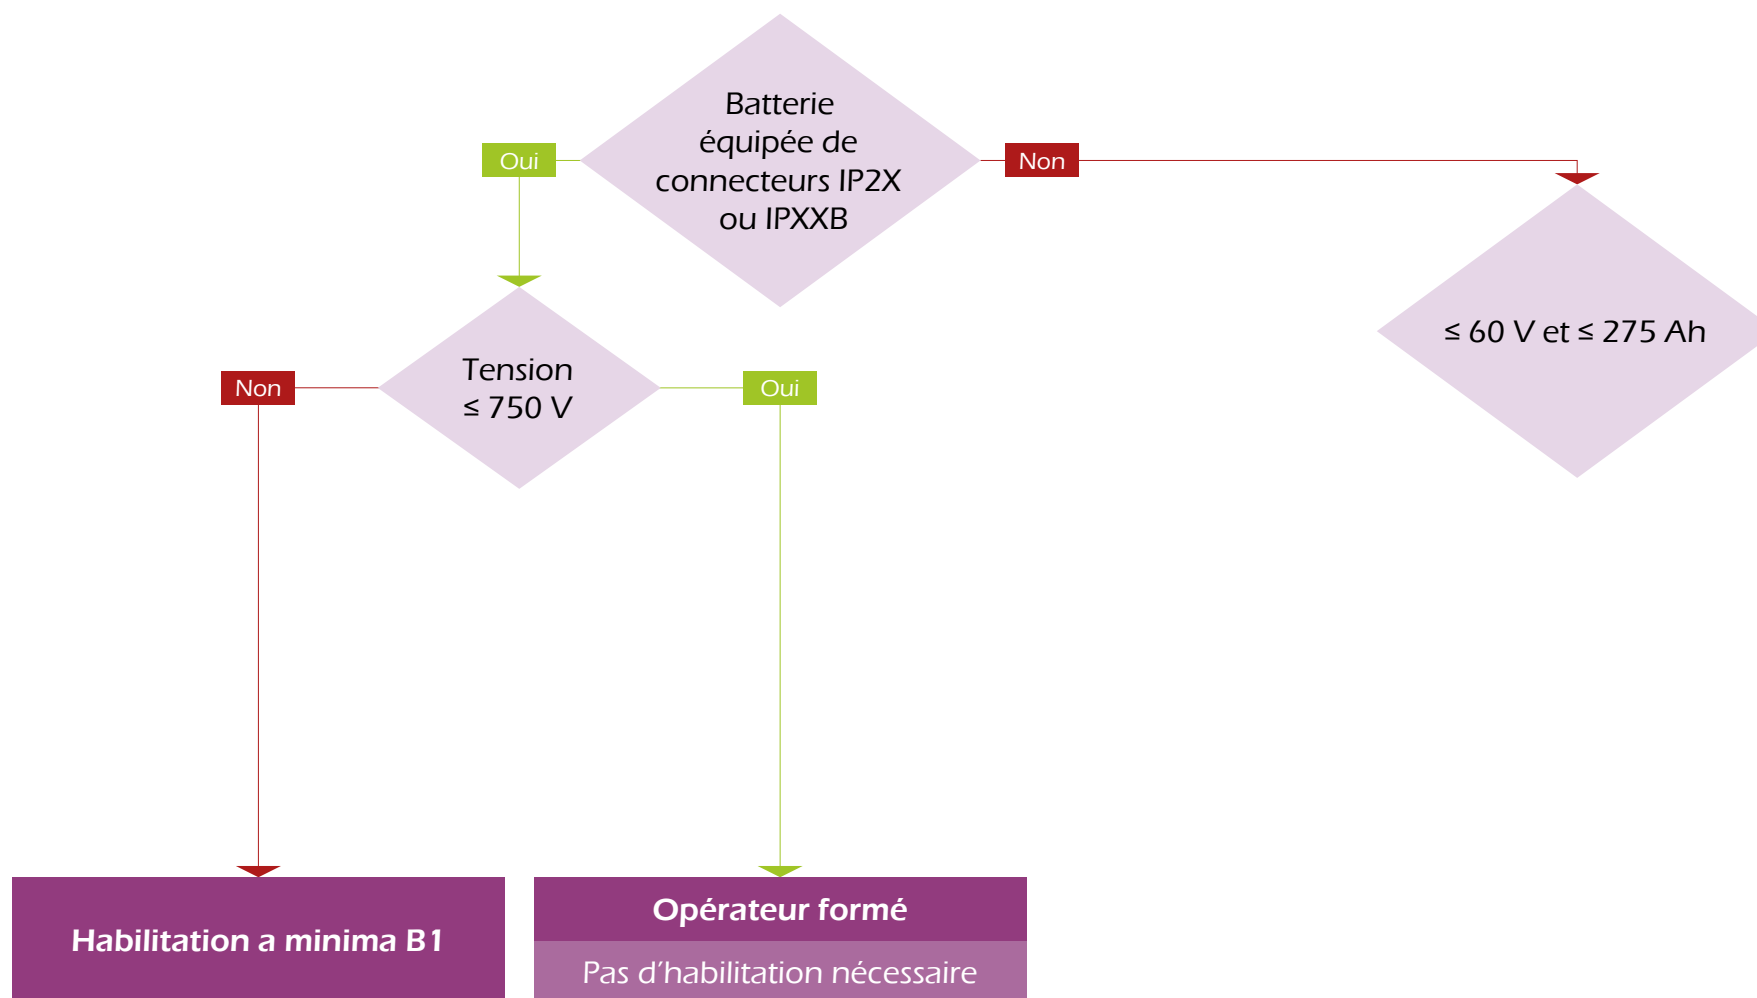 Batterie
équipée de
connecteurs IP2X
ou IPXXB
Oui
Non
≤ 60 V et ≤ 275 Ah
Tension
≤ 750 V
Non
Oui
Habilitation a minima B1
Opérateur formé
Pas d’habilitation nécessaire